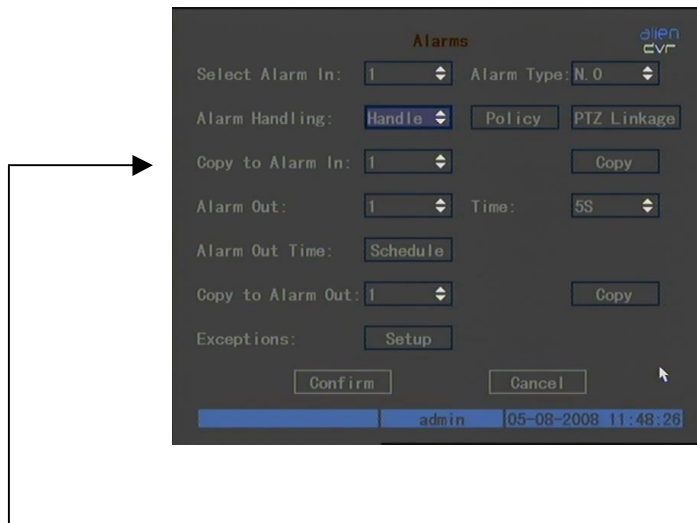 Alarms
alien
dvr
Select Alarm In: 1 Alarm Type: N.O
Alarm Handling: Handle Policy PTZ Linkage
Copy to Alarm In: 1 Copy
Alarm Out: 1 Time: 5S
Alarm Out Time: Schedule
Copy to Alarm Out: 1 Copy
Exceptions: Setup
Confirm Cancel
admin 05-08-2008 11:48:26